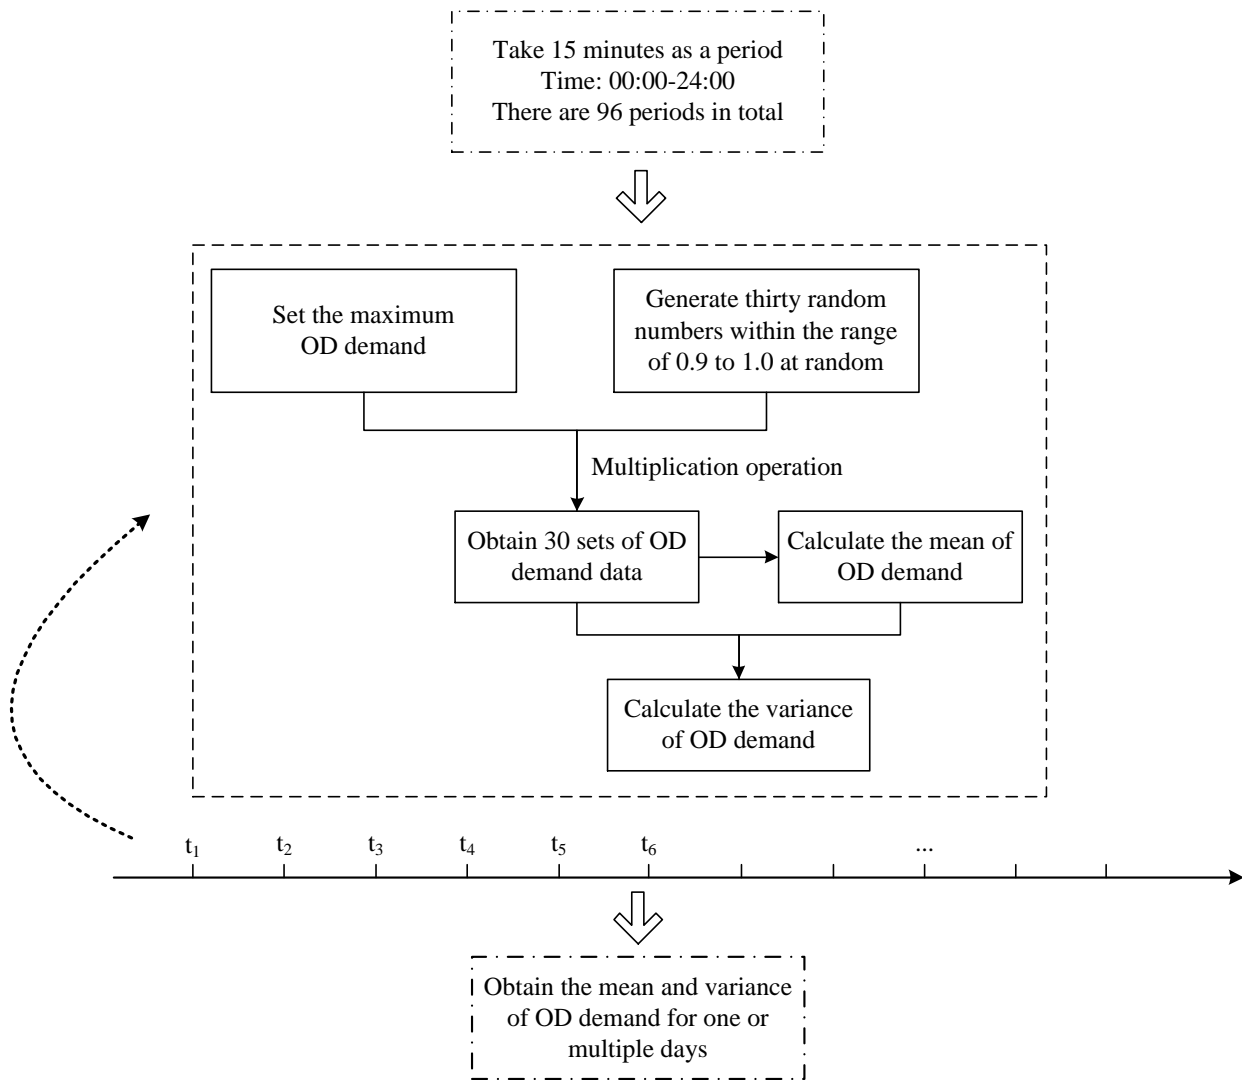 Take 15 minutes as a period
Time: 00:00-24:00
There are 96 periods in total
Set the maximum
OD demand
Generate thirty random
numbers within the range
of 0.9 to 1.0 at random
Multiplication operation
Obtain 30 sets of OD
demand data
Calculate the mean of
OD demand
Calculate the variance
of OD demand
t₁ t₂ t₃ t₄ t₅ t₆ ...
Obtain the mean and variance
of OD demand for one or
multiple days